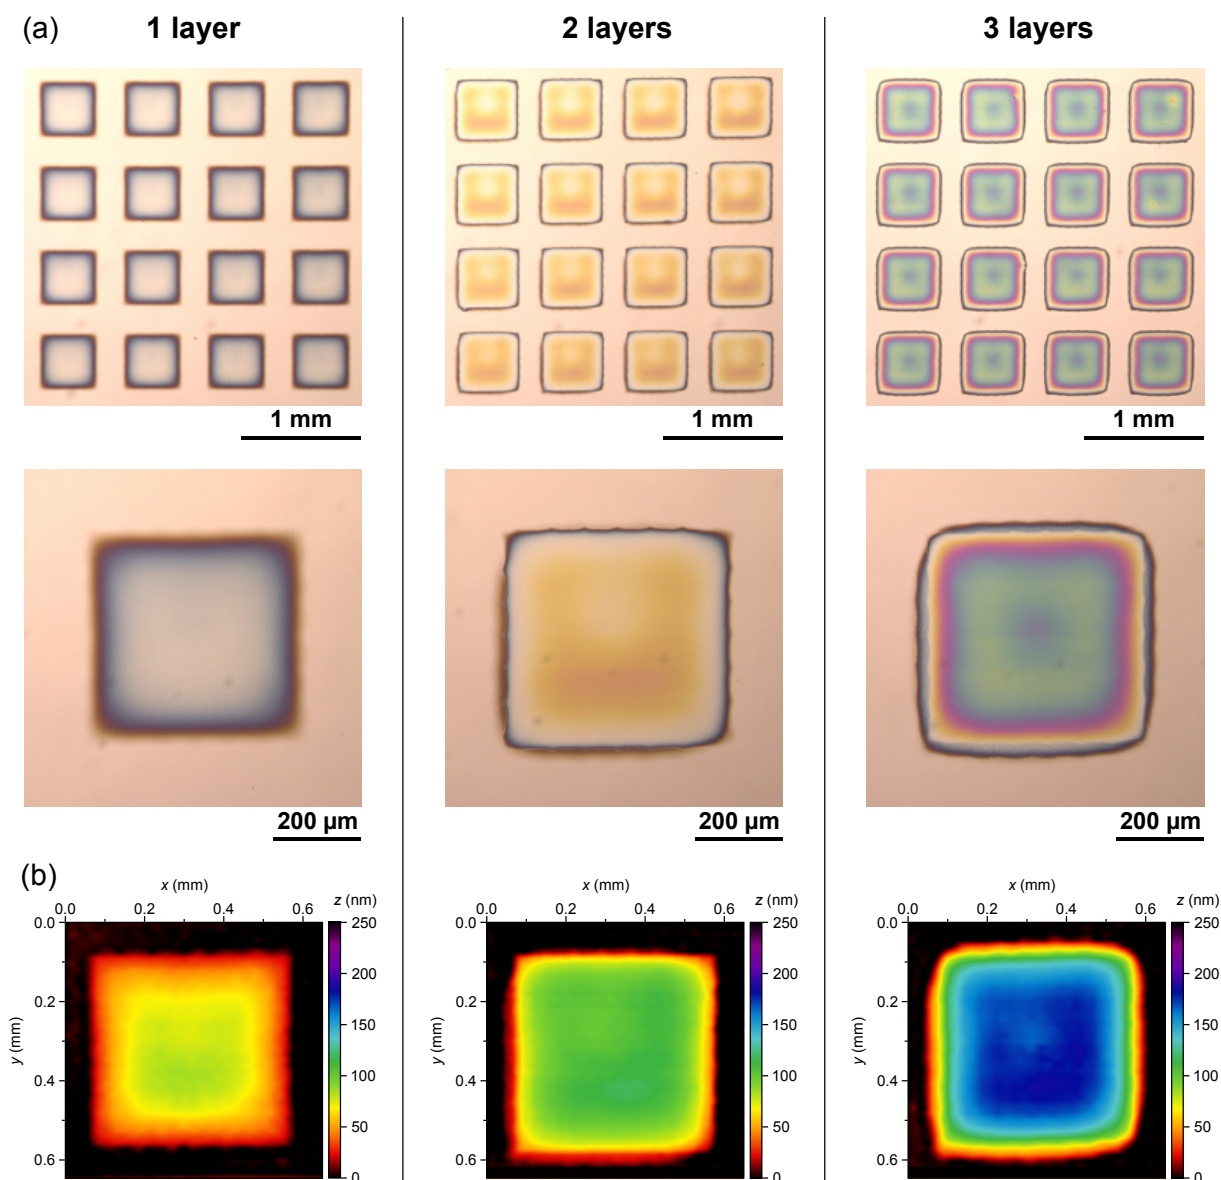 (a) 1 layer 2 layers 3 layers
1 mm 1 mm 1 mm
200 µm 200 µm 200 µm
(b)
x (mm) x (mm) x (mm)
z (nm) z (nm) z (nm)
0.0 0.2 0.4 0.6 0.0 0.2 0.4 0.6 0.0 0.2 0.4 0.6
0.0 250 0.0 250 0.0 250
200 200 200
0.2 0.2 0.2
150 150 150
y (mm) y (mm) y (mm)
100 100 100
0.4 0.4 0.4
50 50 50
0.6 0 0.6 0 0.6 0